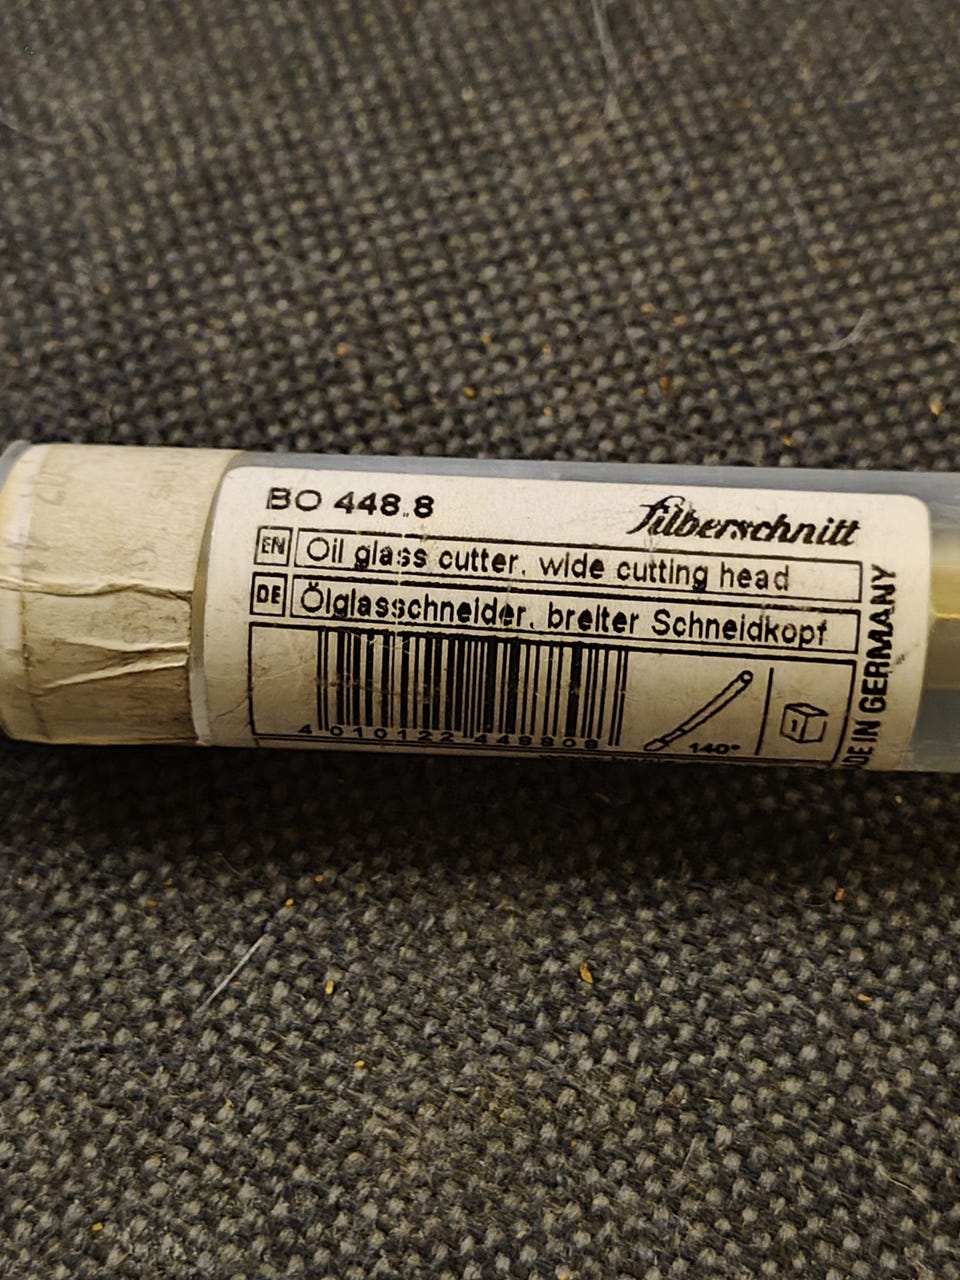 BO 448.8
Silberschnitt
EN Oil glass cutter, wide cutting head
DE Ölglasschneider, breiter Schneidkopf
4 010122 448808
140°
1
DE IN GERMANY